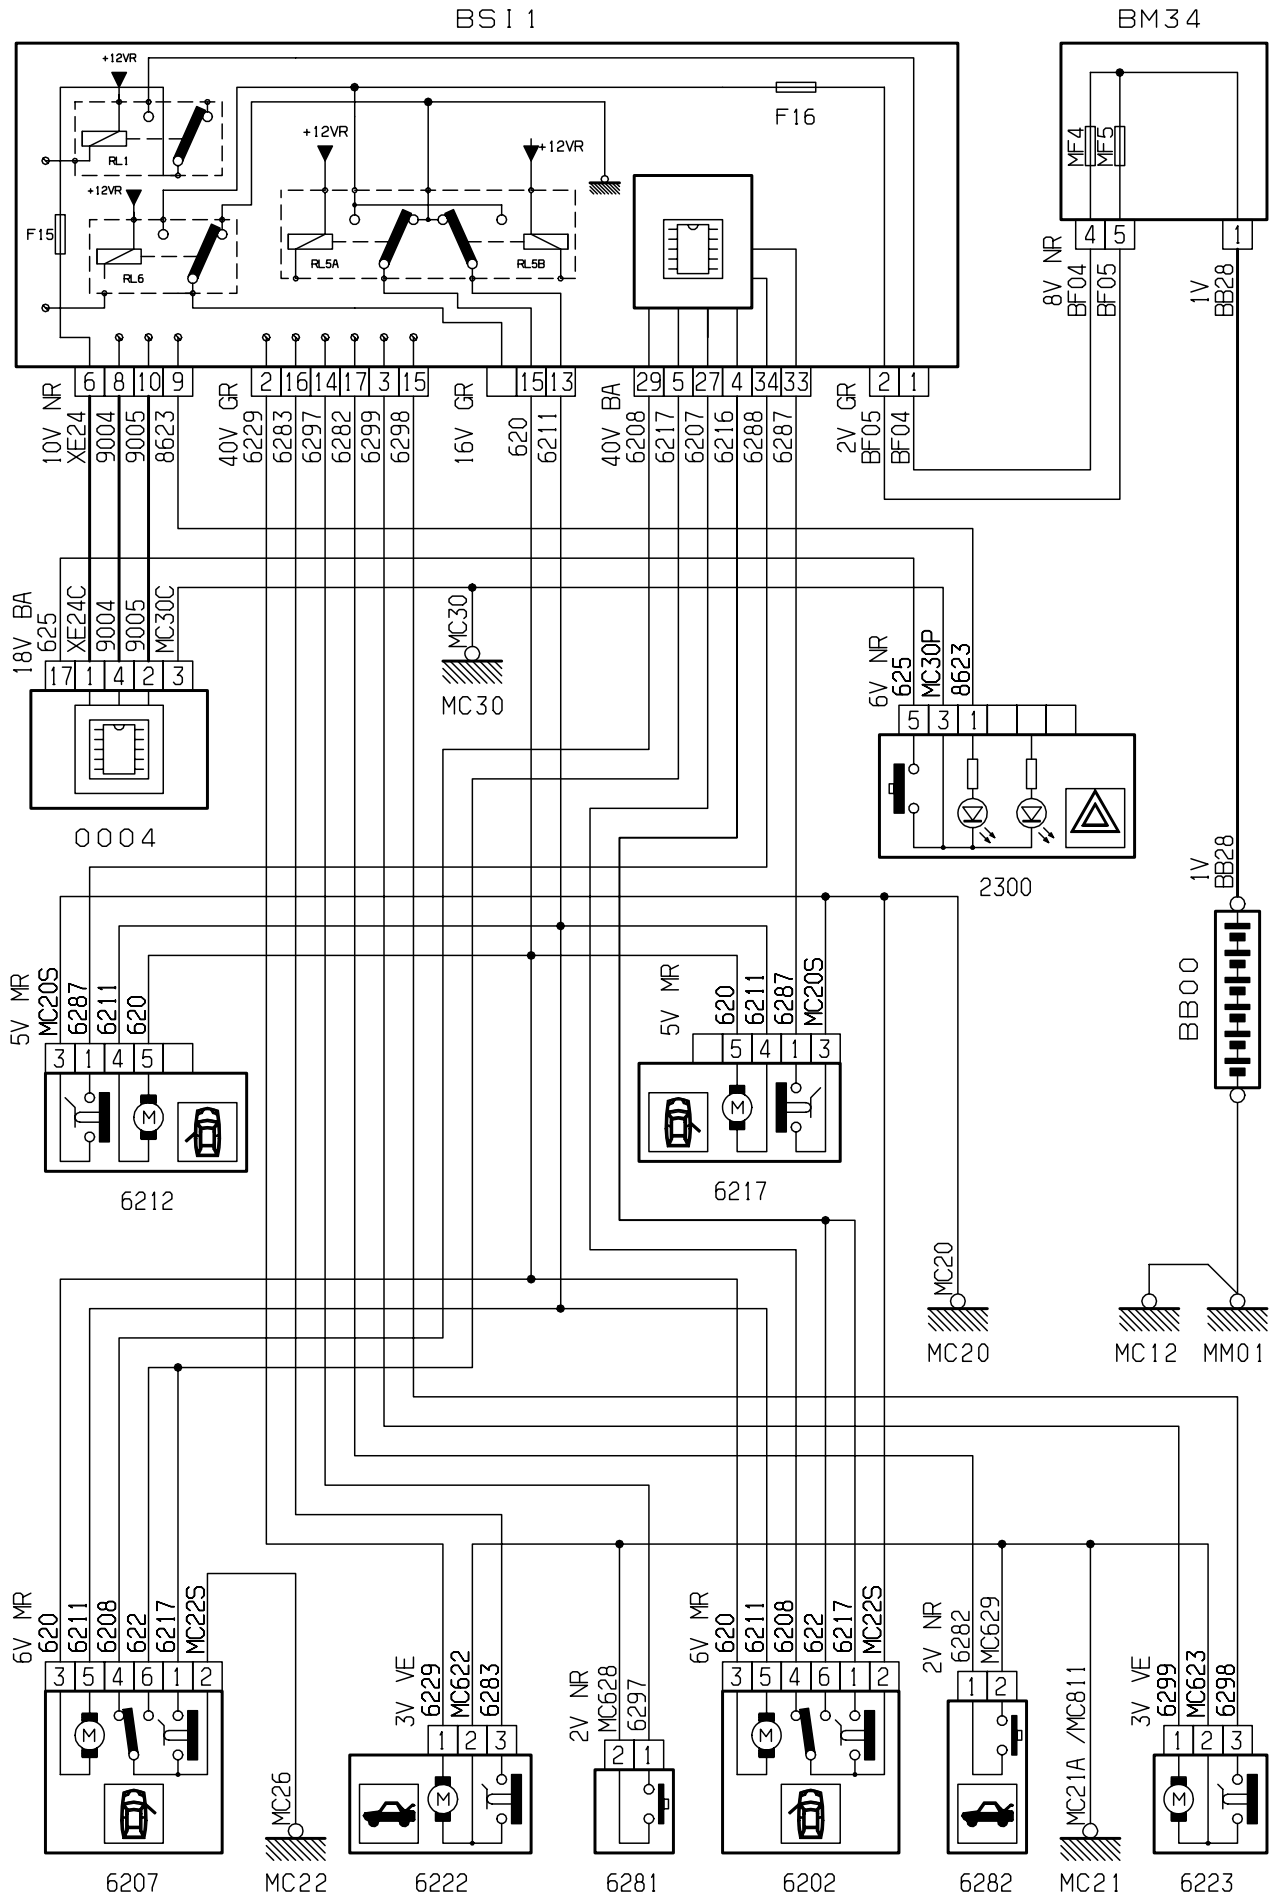 BSI1 BM34
+12VR
RL1
+12VR
F15
RL6
+12VR +12VR
RL5A RL5B
F16
MF4 MF5
4 5 1
8V NR BF04 BF05 1V BB28
6 8 10 9 2 16 14 17 3 15 15 13 29 5 27 4 34 33 2 1
10V NR XE24 9004 9005 8623
40V GR 6229 6283 6297 6282 6299 6298
16V GR 620 6211
40V BA 6208 6217 6207 6216 6288 6287
2V GR BF05 BF04
18V BA 625 XE24C 9004 9005 MC30C
17 1 4 2 3
0004
MC30
MC30
6V NR 625 MC30P 8623
5 3 1
2300
1V BB28
BB00
5V MR MC20S 6287 6211 620
3 1 4 5
M
6212
5V MR 620 6211 6287 MC20S
5 4 1 3
M
6217
MC20
MC20 MC12 MM01
6V MR 620 6211 6208 622 6217 MC22S
3 5 4 6 1 2
M
6207
MC26
MC22
3V VE 6229 MC622 6283
1 2 3
M
6222
2V NR MC628 6297
2 1
6281
6V MR 620 6211 6208 622 6217 MC22S
3 5 4 6 1 2
M
6202
2V NR 6282 MC629
1 2
6282
MC21A /MC811
MC21
3V VE 6299 MC623 6298
1 2 3
M
6223